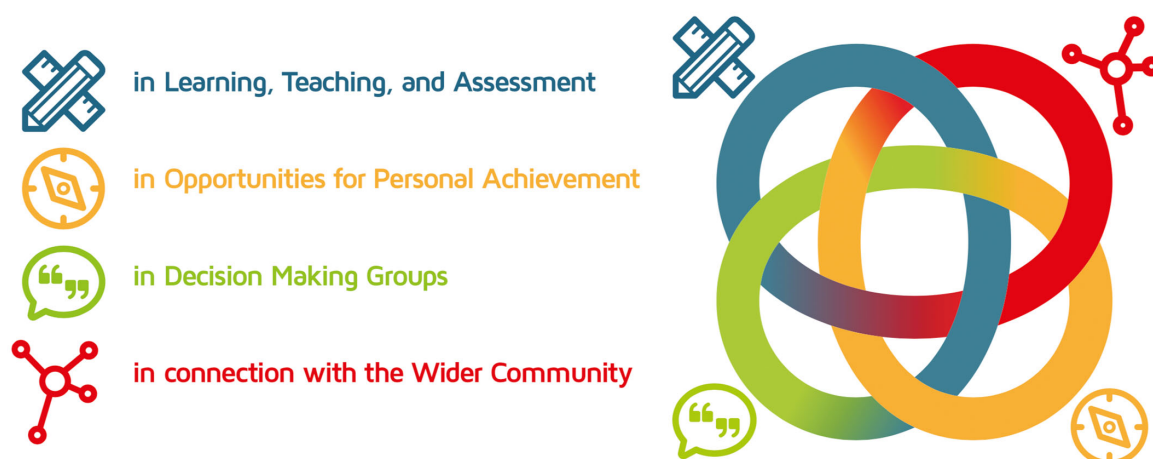 in Learning, Teaching, and Assessment
in Opportunities for Personal Achievement
in Decision Making Groups
in connection with the Wider Community